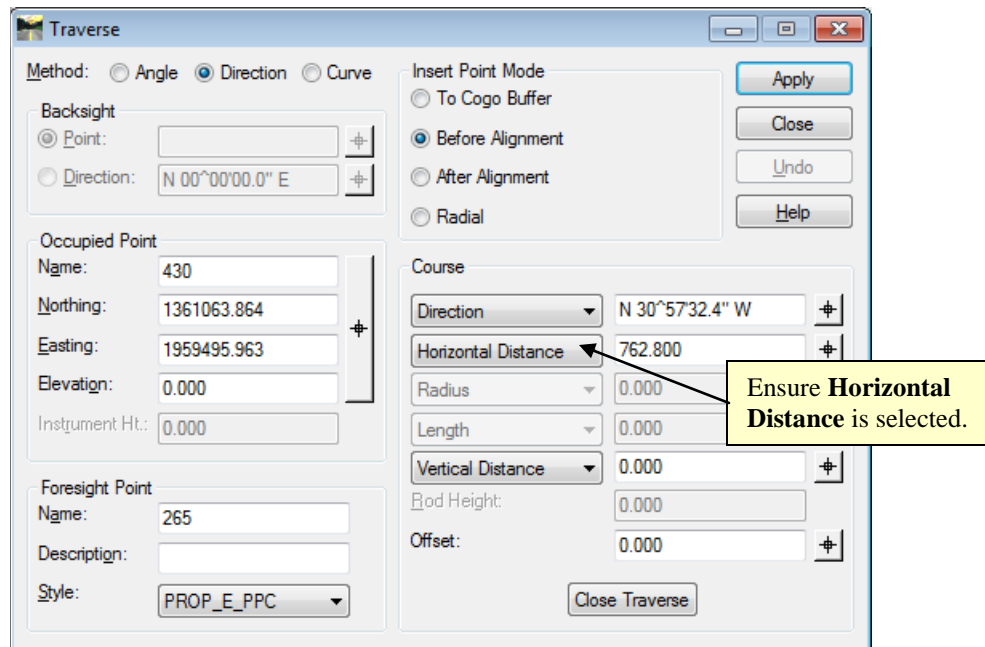 Traverse
Method: Angle Direction Curve
Backsight
Point:
Direction: N 00^00'00.0" E
Occupied Point
Name: 430
Northing: 1361063.864
Easting: 1959495.963
Elevation: 0.000
Instrument Ht.: 0.000
Foresight Point
Name: 265
Description:
Style: PROP_E_PPC
Insert Point Mode
To Cogo Buffer
Before Alignment
After Alignment
Radial
Apply
Close
Undo
Help
Course
Direction N 30^57'32.4" W
Horizontal Distance 762.800
Radius 0.000
Length 0.000
Vertical Distance 0.000
Rod Height: 0.000
Offset: 0.000
Close Traverse
Ensure Horizontal
Distance is selected.